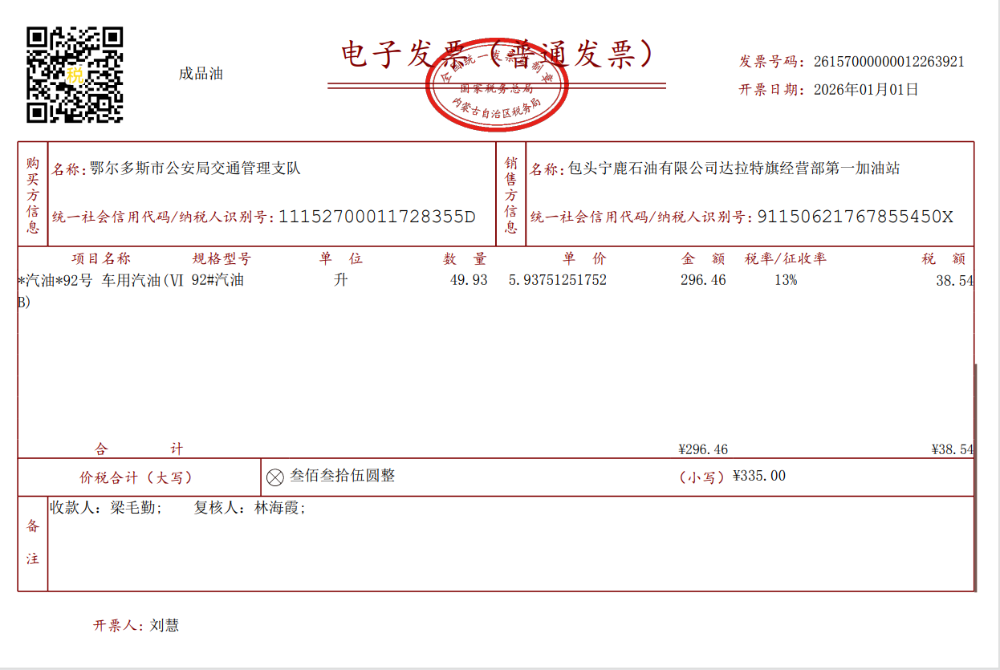 税
成品油
电子发票（普通发票）
全国统一发票监制章
国家税务总局
内蒙古自治区税务局
发票号码：26157000000012263921
开票日期：2026年01月01日
购买方信息
名称：鄂尔多斯市公安局交通管理支队
统一社会信用代码/纳税人识别号：11152700011728355D
销售方信息
名称：包头宁鹿石油有限公司达拉特旗经营部第一加油站
统一社会信用代码/纳税人识别号：91150621767855450X
项目名称 规格型号 单位 数量 单价 金额 税率/征收率 税额
*汽油*92号 车用汽油(VI 92#汽油 升 49.93 5.93751251752 296.46 13% 38.54
B)
合计 ¥296.46 ¥38.54
价税合计（大写） 叁佰叁拾伍圆整 （小写）¥335.00
备注
收款人：梁毛勤; 复核人：林海霞;
开票人：刘慧